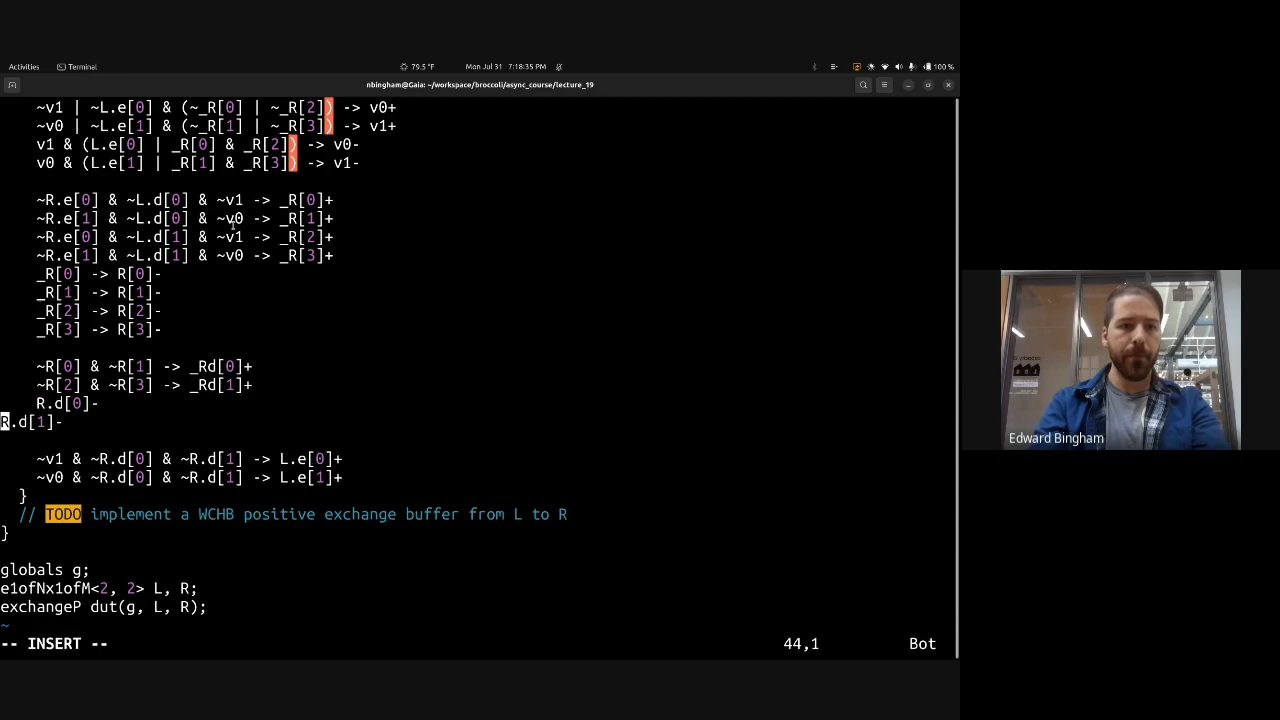 Activities Terminal 79.5 °F Mon Jul 31 7:18:35 PM 100 %
nbingham@Gaia: ~/workspace/broccoli/async_course/lecture_19
~v1 | ~L.e[0] & (~_R[0] | ~_R[2]) -> v0+
~v0 | ~L.e[1] & (~_R[1] | ~_R[3]) -> v1+
v1 & (L.e[0] | _R[0] & _R[2]) -> v0-
v0 & (L.e[1] | _R[1] & _R[3]) -> v1-
~R.e[0] & ~L.d[0] & ~v1 -> _R[0]+
~R.e[1] & ~L.d[0] & ~v0 -> _R[1]+
~R.e[0] & ~L.d[1] & ~v1 -> _R[2]+
~R.e[1] & ~L.d[1] & ~v0 -> _R[3]+
_R[0] -> R[0]-
_R[1] -> R[1]-
_R[2] -> R[2]-
_R[3] -> R[3]-
~R[0] & ~R[1] -> _Rd[0]+
~R[2] & ~R[3] -> _Rd[1]+
R.d[0]-
R.d[1]-
~v1 & ~R.d[0] & ~R.d[1] -> L.e[0]+
~v0 & ~R.d[0] & ~R.d[1] -> L.e[1]+
}
// TODO implement a WCHB positive exchange buffer from L to R
}
globals g;
e1ofNx1ofM<2, 2> L, R;
exchangeP dut(g, L, R);
~
-- INSERT -- 44,1 Bot
Edward Bingham